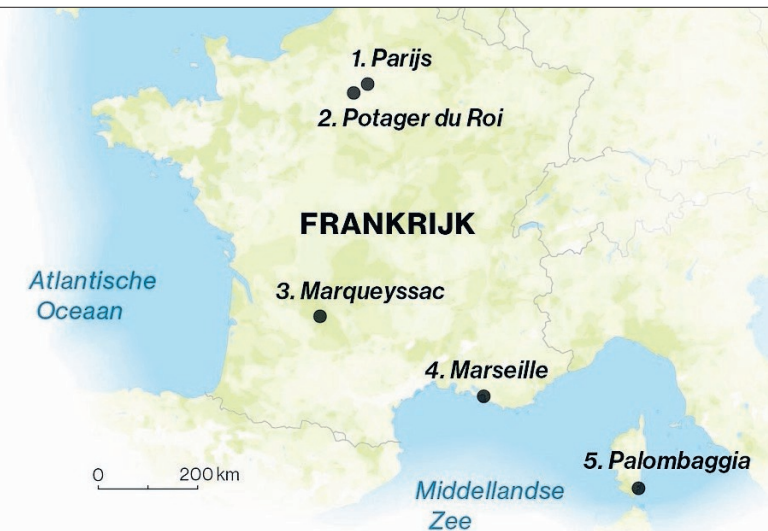 1. Parijs
2. Potager du Roi
FRANKRIJK
Atlantische
Oceaan
3. Marqueyssac
4. Marseille
5. Palombaggia
0 200 km
Middellandse
Zee